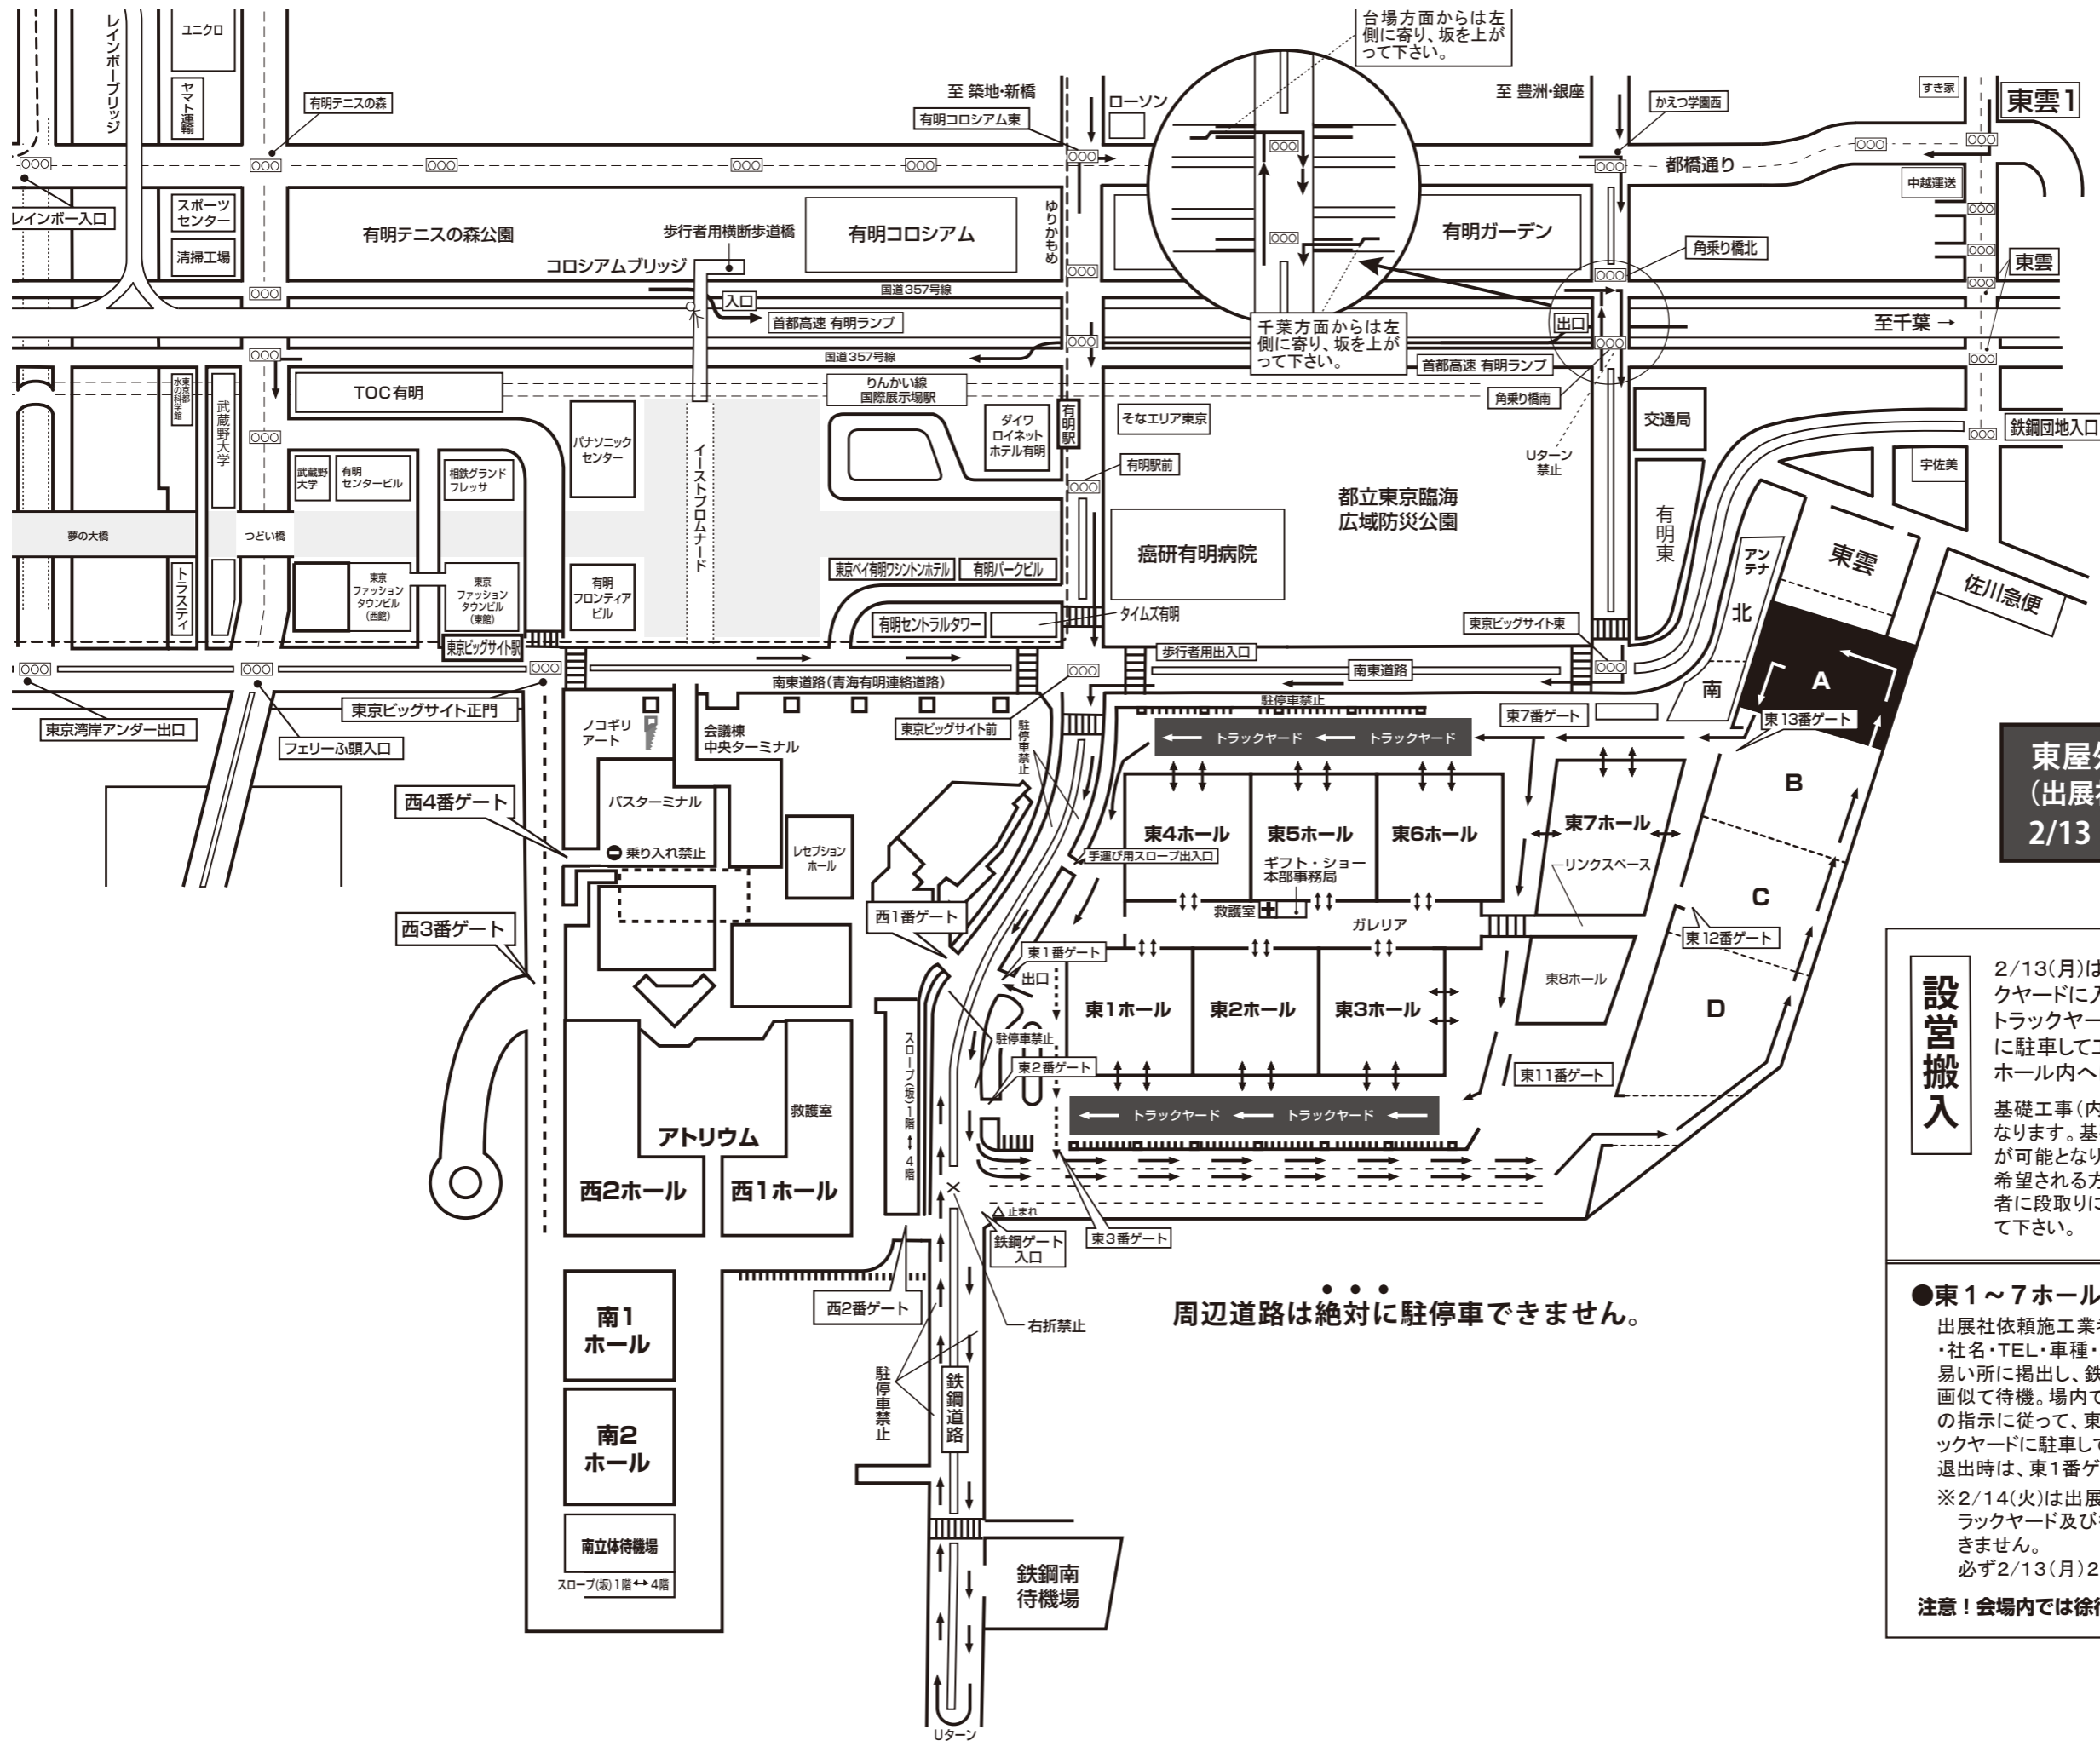 台場方面からは左
側に寄り、坂を上が
って下さい。
レインボーブリッジ
ユニクロ
ヤマト運輸
有明テニスの森
至 築地・新橋
有明コロシアム東
ローソン
至 豊洲・銀座
かえつ学園西
すき家
東雲1
都橋通り
中越運送
レインボー入口
スポーツ
センター
清掃工場
有明テニスの森公園
歩行者用横断歩道橋
コロシアムブリッジ
有明コロシアム
ゆりかもめ
有明ガーデン
角乗り橋北
東雲
国道357号線
入口
首都高速 有明ランプ
千葉方面からは左
側に寄り、坂を上が
って下さい。
出口
至千葉 →
国道357号線
首都高速 有明ランプ
りんかい線
国際展示場駅
TOC有明
東京都
水の科学館
武蔵野大学
パナソニック
センター
イーストプロムナード
ダイワ
ロイネット
ホテル有明
有明駅
そなエリア東京
角乗り橋南
交通局
鉄鋼団地入口
Uターン
禁止
武蔵野
大学
有明
センタービル
相鉄グランド
フレッサ
有明駅前
宇佐美
都立東京臨海
広域防災公園
有明東
夢の大橋
つどい橋
癌研有明病院
アン
テナ
東雲
佐川急便
トラスティ
東京
ファッション
タウンビル
(西館)
東京
ファッション
タウンビル
(東館)
有明
フロンティア
ビル
東京ベイ有明ワシントンホテル
有明パークビル
有明セントラルタワー
タイムズ有明
東京ビッグサイト東
北
東京ビッグサイト駅
歩行者用出入口
南東道路(青海有明連絡道路)
南東道路
南
A
東京湾岸アンダー出口
フェリーふ頭入口
東京ビッグサイト正門
ノコギリ
アート
会議棟
中央ターミナル
東京ビッグサイト前
駐停車禁止
駐停車禁止
東7番ゲート
東13番ゲート
トラックヤード
トラックヤード
東屋外
(出展社
2/13
B
西4番ゲート
バスターミナル
乗り入れ禁止
レセプション
ホール
東4ホール
東5ホール
東6ホール
東7ホール
手運び用スロープ出入口
ギフト・ショー
本部事務局
リンクスペース
救護室
ガレリア
C
西3番ゲート
西1番ゲート
東12番ゲート
東1番ゲート
出口
東8ホール
東1ホール
東2ホール
東3ホール
D
設営搬入
2/13(月)は
クヤードに入
トラックヤー
に駐車して工
ホール内へ
基礎工事(内
なります。基
が可能となり
希望される方
者に段取りに
て下さい。
駐停車禁止
東2番ゲート
東11番ゲート
スロープ(坂)1階↔4階
救護室
アトリウム
トラックヤード
トラックヤード
西2ホール
西1ホール
止まれ
鉄鋼ゲート
入口
東3番ゲート
西2番ゲート
右折禁止
周辺道路は絶対に駐停車できません。
南1
ホール
駐停車禁止
鉄鋼道路
南2
ホール
●東1～7ホール
出展社依頼施工業者
・社名・TEL・車種・
易い所に掲出し、鉄
画似て待機。場内で
の指示に従って、東
ックヤードに駐車して
退出時は、東1番ゲ
※2/14(火)は出展
ラックヤード及び
きません。
必ず2/13(月)2
注意！会場内では徐行
南立体待機場
スロープ(坂)1階↔4階
鉄鋼南
待機場
Uターン